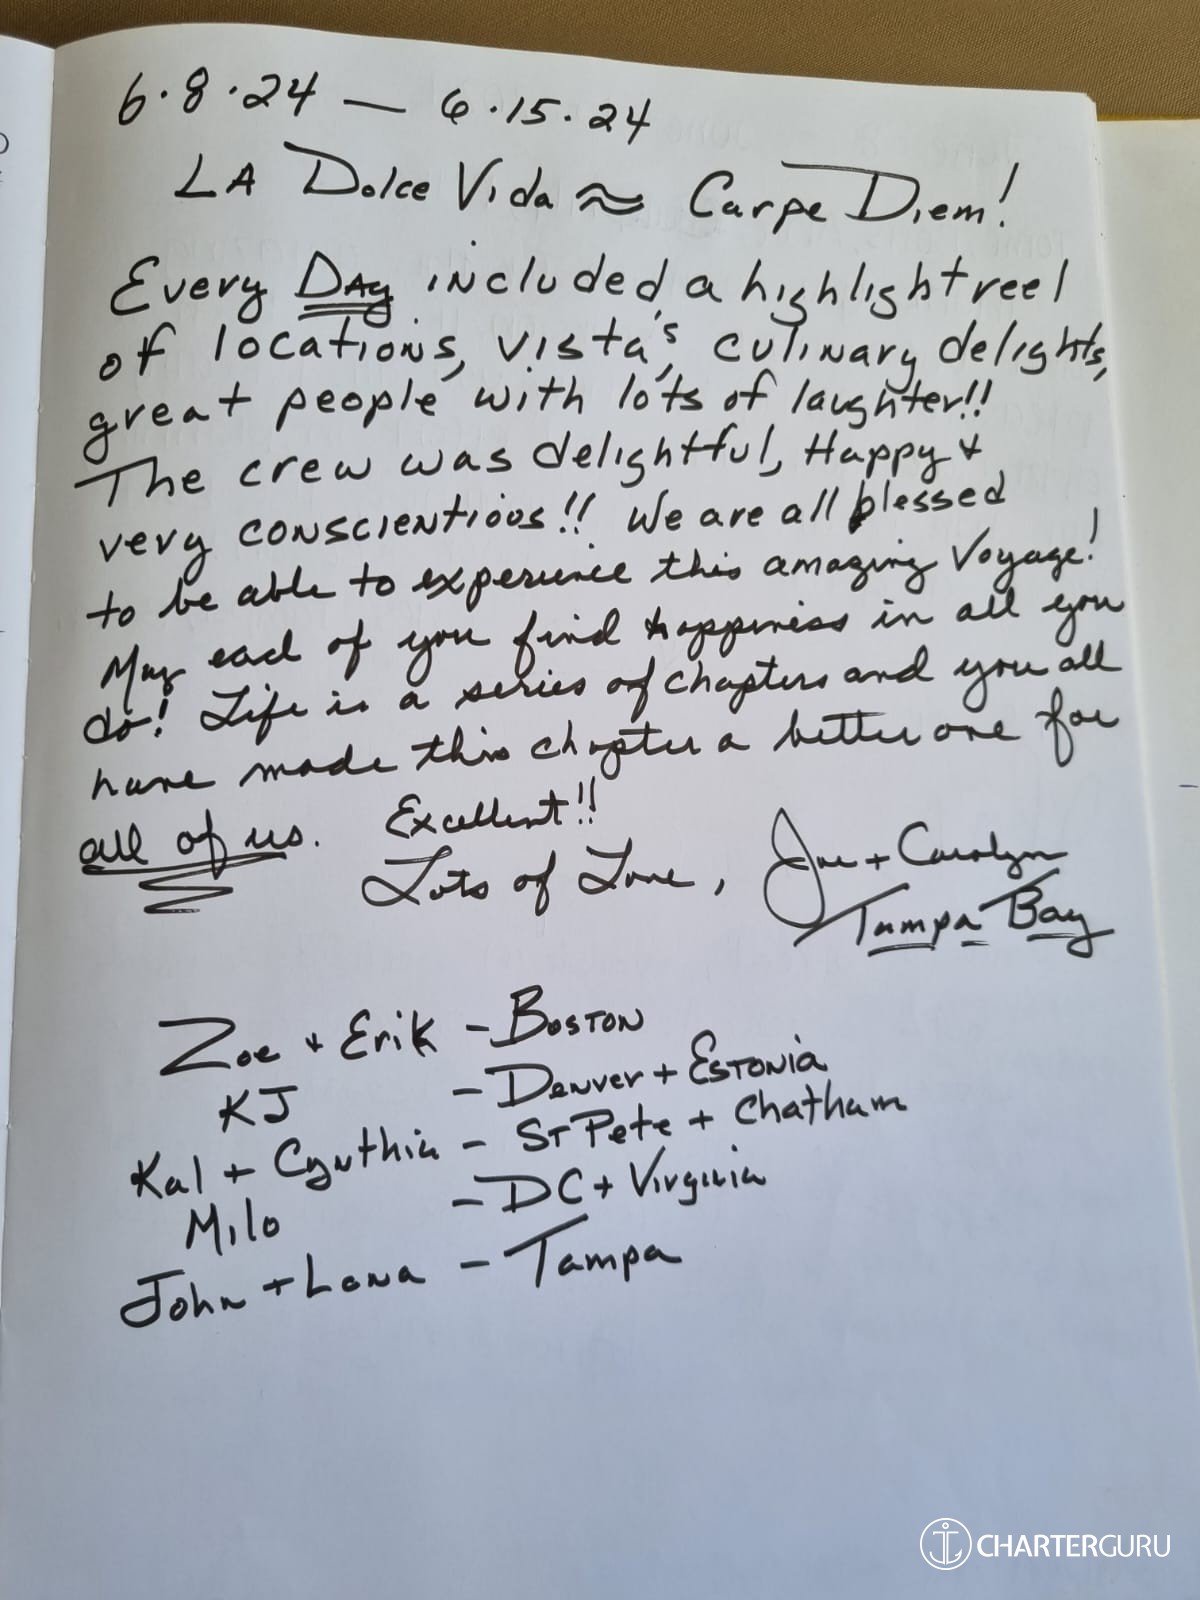 6.8.24 — 6.15.24
LA Dolce Vida ≈ Carpe Diem!
Every DAy included a highlight reel
of locations, vista's, culinary delights,
great people with lots of laughter!!
The crew was delightful, Happy +
very conscientious!! We are all blessed
to be able to experience this amazing Voyage!
May each of you find happiness in all you
do! Life is a series of chapters and you all
have made this chapter a better one for
all of us. Excellent!!
Lots of Love, Joe + Carolyn
Tampa Bay
Zoe + Erik - BOSTON
KJ - Denver + ESTONIA
Kal + Cynthia - ST Pete + Chatham
Milo - DC + Virginia
John + Lana - Tampa
CHARTERGURU